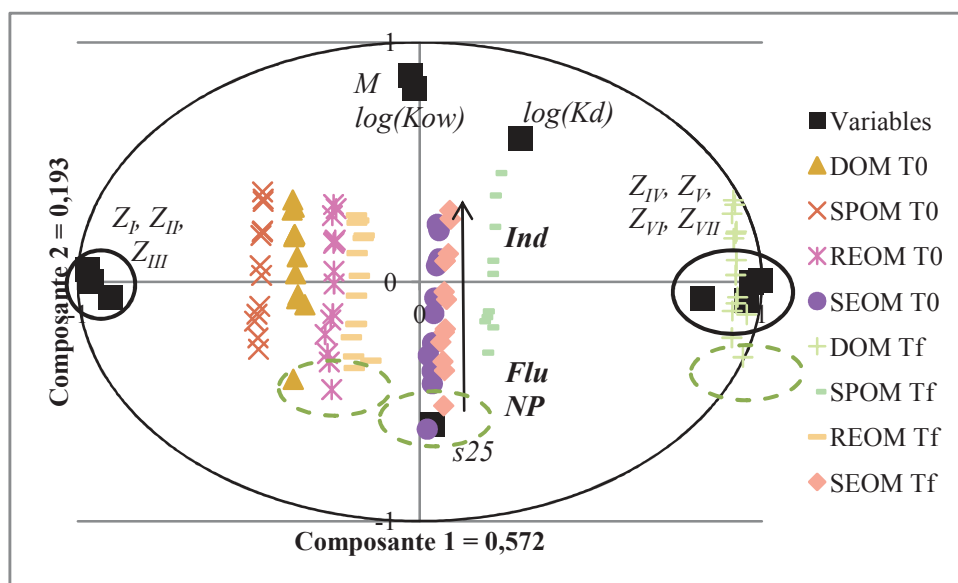 1
M
log(Kow)
log(Kd)
Z_I, Z_II,
Z_III
Z_IV, Z_V,
Z_VI, Z_VII
Ind
0
0
1
Flu
NP
s25
-1
Composante 2 = 0,193
Composante 1 = 0,572
Variables
DOM T0
SPOM T0
REOM T0
SEOM T0
DOM Tf
SPOM Tf
REOM Tf
SEOM Tf